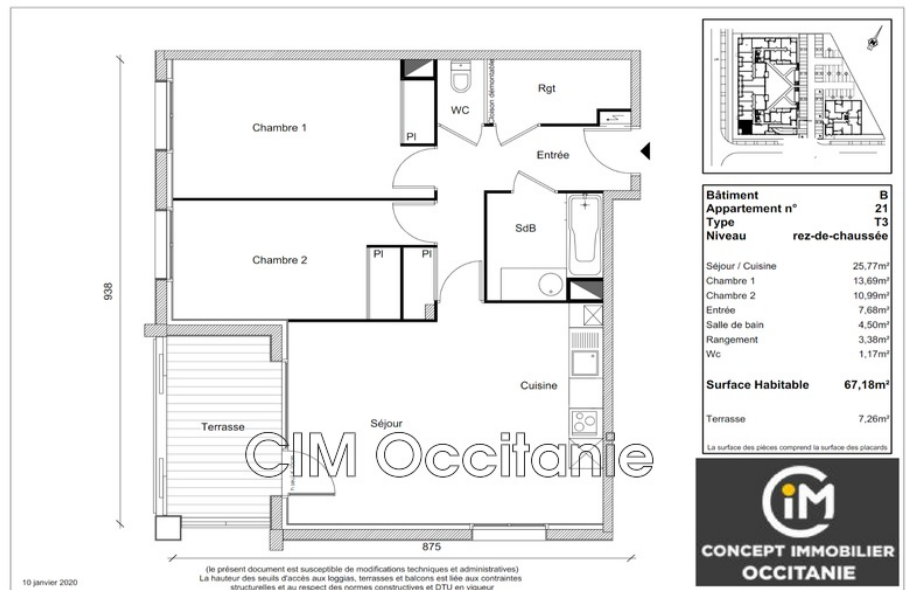 Chambre 1
Pl
WC
Cloison démontable
Rgt
Entrée
Chambre 2
Pl
Pl
SdB
938
Terrasse
Séjour
Cuisine
CIM Occitanie
875
(le présent document est susceptible de modifications techniques et administratives)
La hauteur des seuils d'accès aux loggias, terrasses et balcons est liée aux contraintes
structurelles et au respect des normes constructives et DTU en vigueur
10 janvier 2020
Bâtiment B
Appartement n° 21
Type T3
Niveau rez-de-chaussée
Séjour / Cuisine 25,77m²
Chambre 1 13,69m²
Chambre 2 10,99m²
Entrée 7,68m²
Salle de bain 4,50m²
Rangement 3,38m²
Wc 1,17m²
Surface Habitable 67,18m²
Terrasse 7,26m²
La surface des pièces comprend la surface des placards
CiM
CONCEPT IMMOBILIER
OCCITANIE